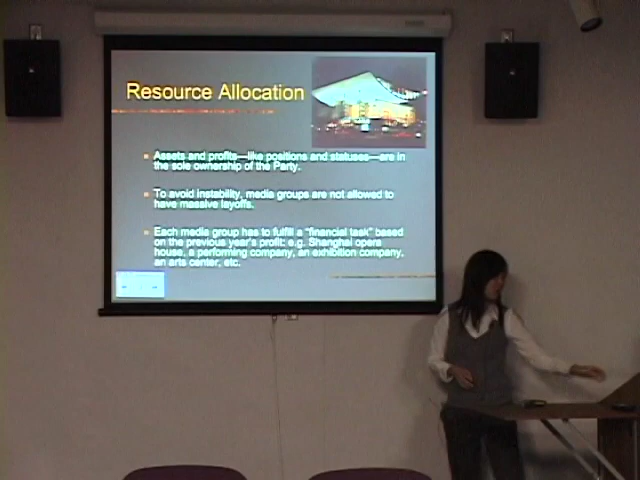 Resource Allocation
Assets and profits—like positions and statuses—are in
the sole ownership of the Party.
To avoid instability, media groups are not allowed to
have massive layoffs.
Each media group has to fulfill a "financial task" based
on the previous year's profit: e.g. Shanghai opera
house, a performing company, an exhibition company,
an arts center, etc.